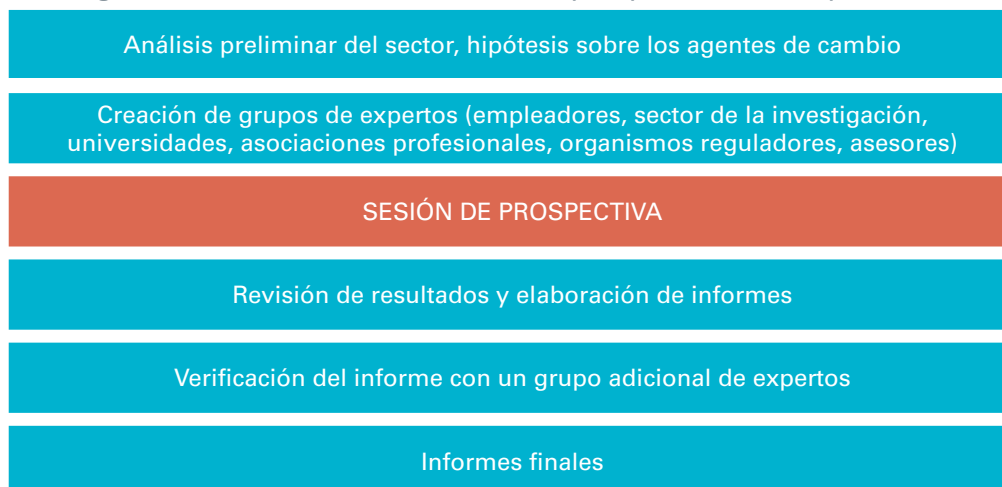 Análisis preliminar del sector, hipótesis sobre los agentes de cambio
Creación de grupos de expertos (empleadores, sector de la investigación,
universidades, asociaciones profesionales, organismos reguladores, asesores)
SESIÓN DE PROSPECTIVA
Revisión de resultados y elaboración de informes
Verificación del informe con un grupo adicional de expertos
Informes finales